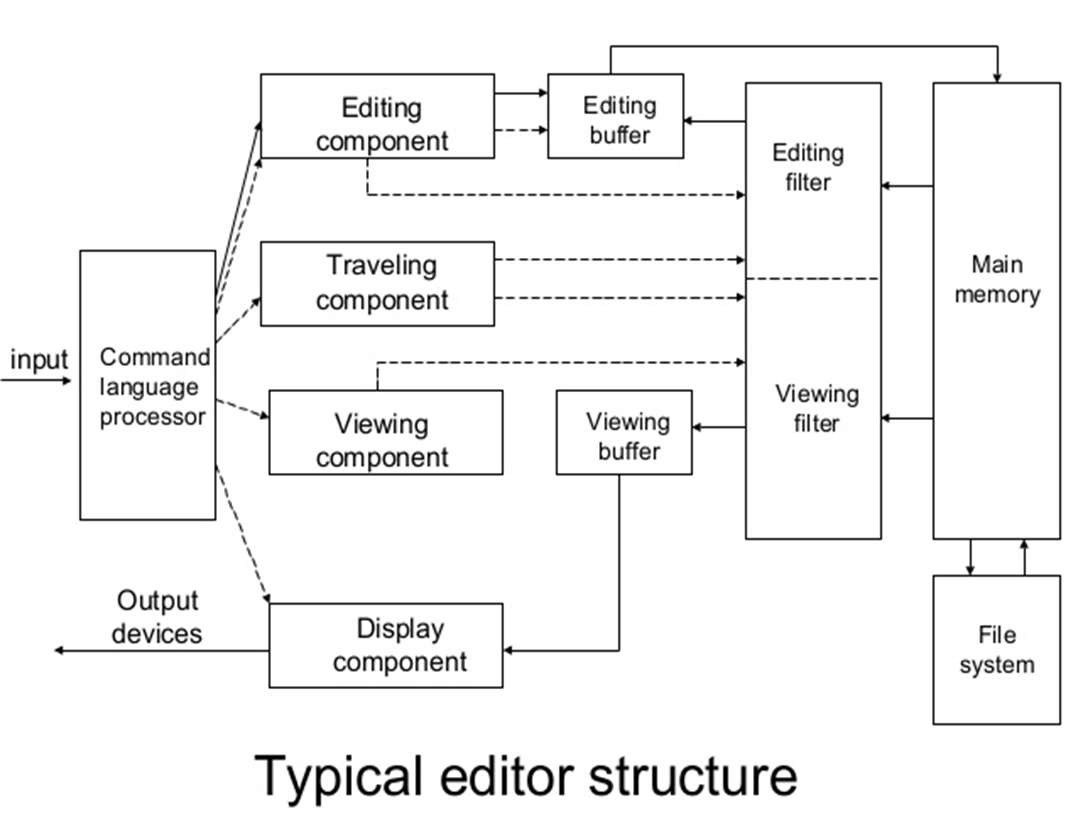 Editing
component
Editing
buffer
Editing
filter
Main
memory
Traveling
component
input
Command
language
processor
Viewing
component
Viewing
buffer
Viewing
filter
Output
devices
Display
component
File
system
Typical editor structure